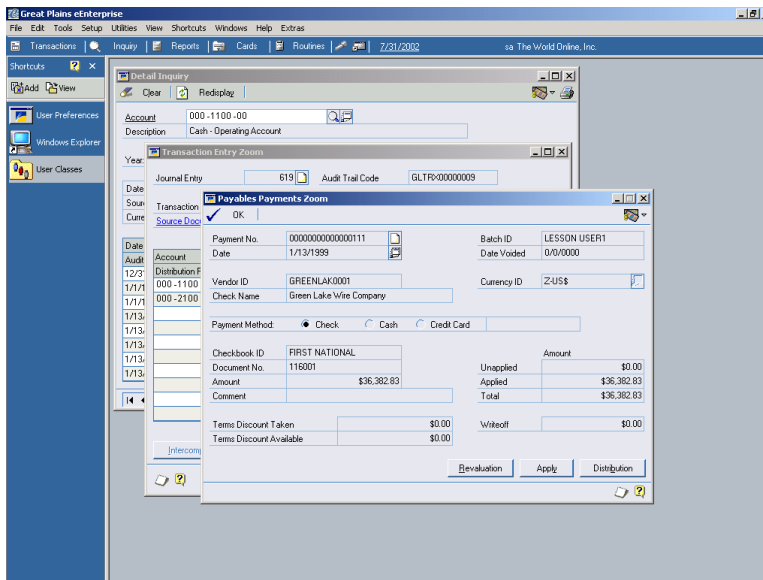 Great Plains eEnterprise
File Edit Tools Setup Utilities View Shortcuts Windows Help Extras
Transactions Inquiry Reports Cards Routines 7/31/2002 sa The World Online, Inc.
Shortcuts
Add View
User Preferences
Windows Explorer
User Classes
Detail Inquiry
Clear Redisplay
Account 000 -1100 -00
Description Cash - Operating Account
Year:
Date
Curre
Date
Audit
12/3
1/1/1
1/1/1
1/13/
1/13.
1/13/
1/13/
1/13/
Transaction Entry Zoom
Journal Entry 619 Audit Trail Code GLTRX00000009
Transaction
Source Docu
Account
Distribution F
000 -1100
000 -2100
Intercomp
Payables Payments Zoom
OK
Payment No. 00000000000000111 Batch ID LESSON USER1
Date 1/13/1999 Date Voided 0/0/0000
Vendor ID GREENLAK0001 Currency ID Z-US$
Check Name Green Lake Wire Company
Payment Method: Check Cash Credit Card
Checkbook ID FIRST NATIONAL Amount
Document No. 116001 Unapplied $0.00
Amount $36,382.83 Applied $36,382.83
Comment Total $36,382.83
Terms Discount Taken $0.00 Writeoff $0.00
Terms Discount Available $0.00
Revaluation Apply Distribution